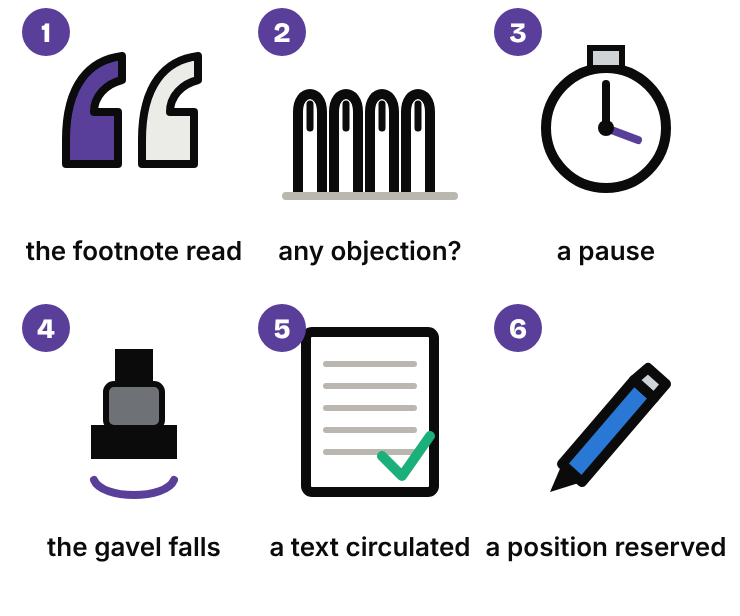 1
the footnote read
2
any objection?
3
a pause
4
the gavel falls
5
a text circulated
6
a position reserved